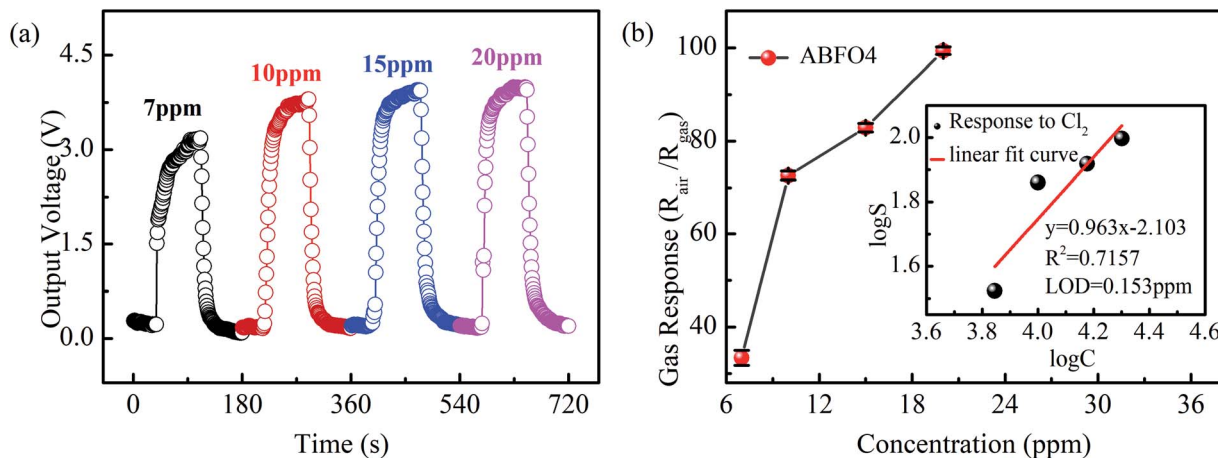 (a)
4.5
3.0
1.5
0.0
Output Voltage (V)
7ppm
10ppm
15ppm
20ppm
0 180 360 540 720
Time (s)
(b)
100
80
60
40
Gas Response (R_air /R_gas)
ABFO4
6 12 18 24 30 36
Concentration (ppm)
2.0
1.8
1.6
logS
Response to Cl₂
linear fit curve
y=0.963x-2.103
R²=0.7157
LOD=0.153ppm
3.6 3.8 4.0 4.2 4.4 4.6
logC